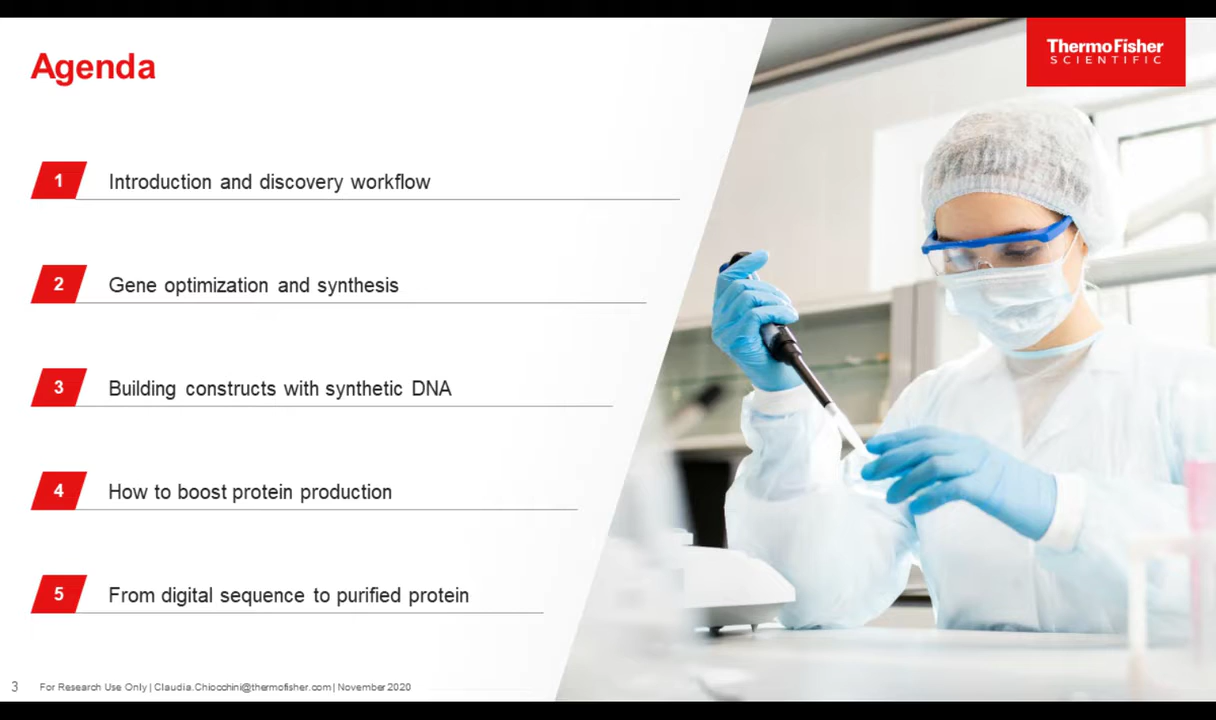 Agenda
ThermoFisher
SCIENTIFIC
1 Introduction and discovery workflow
2 Gene optimization and synthesis
3 Building constructs with synthetic DNA
4 How to boost protein production
5 From digital sequence to purified protein
3 For Research Use Only | Claudia.Chiocchini@thermofisher.com | November 2020